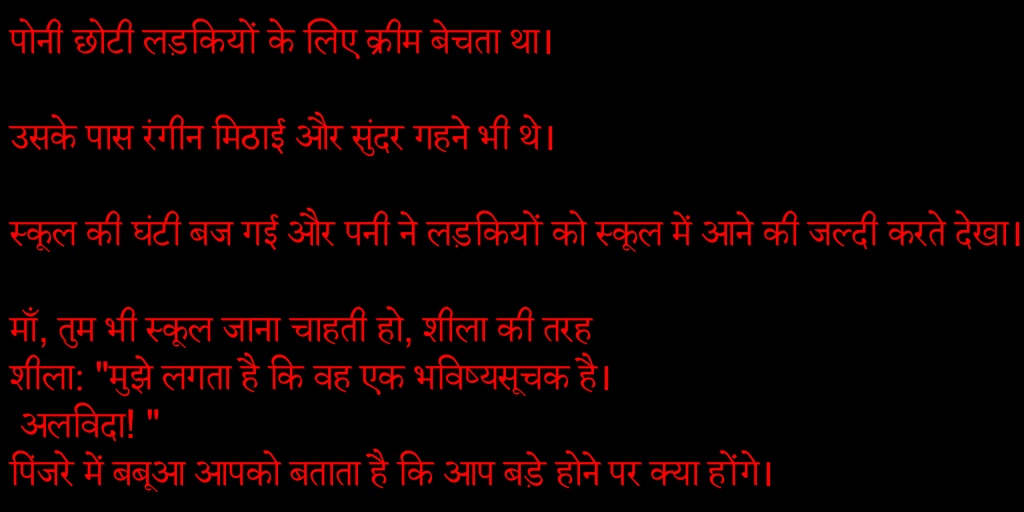 पोनी छोटी लड़कियों के लिए क्रीम बेचता था।
उसके पास रंगीन मिठाई और सुंदर गहने भी थे।
स्कूल की घंटी बज गई और पनी ने लड़कियों को स्कूल में आने की जल्दी करते देखा।
माँ, तुम भी स्कूल जाना चाहती हो, शीला की तरह
शीला: "मुझे लगता है कि वह एक भविष्यसूचक है।
अलविदा! "
पिंजरे में बबूआ आपको बताता है कि आप बड़े होने पर क्या होंगे।